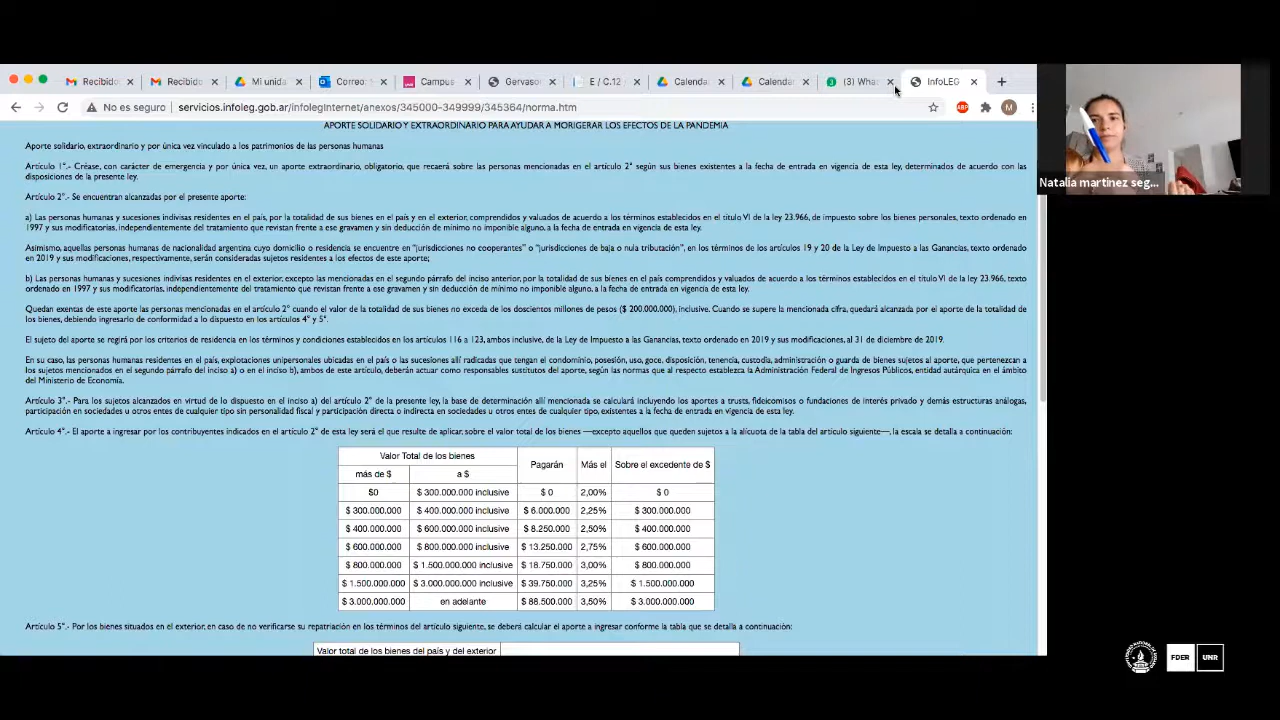 Recibido:
Recibido
Mi unida
Correo:
Campus
Gervaso
E / C.12 /
Calenda
Calendar
(3) Wha
InfoLEG
No es seguro | servicios.infoleg.gob.ar/infolegInternet/anexos/345000-349999/345364/norma.htm
ABP
M
APORTE SOLIDARIO Y EXTRAORDINARIO PARA AYUDAR A MORIGERAR LOS EFECTOS DE LA PANDEMIA
Aporte solidario, extraordinario y por única vez vinculado a los patrimonios de las personas humanas
Artículo 1°.- Créase, con carácter de emergencia y por única vez, un aporte extraordinario, obligatorio, que recaerá sobre las personas mencionadas en el artículo 2° según sus bienes existentes a la fecha de entrada en vigencia de esta ley, determinados de acuerdo con las
disposiciones de la presente ley.
Artículo 2°.- Se encuentran alcanzadas por el presente aporte:
a) Las personas humanas y sucesiones indivisas residentes en el país, por la totalidad de sus bienes en el país y en el exterior, comprendidos y valuados de acuerdo a los términos establecidos en el título VI de la ley 23.966, de impuesto sobre los bienes personales, texto ordenado en
1997 y sus modificatorias, independientemente del tratamiento que revistan frente a ese gravamen y sin deducción de mínimo no imponible alguno, a la fecha de entrada en vigencia de esta ley.
Asimismo, aquellas personas humanas de nacionalidad argentina cuyo domicilio o residencia se encuentre en "jurisdicciones no cooperantes" o "jurisdicciones de baja o nula tributación", en los términos de los artículos 19 y 20 de la Ley de Impuesto a las Ganancias, texto ordenado
en 2019 y sus modificaciones, respectivamente, serán consideradas sujetos residentes a los efectos de este aporte;
b) Las personas humanas y sucesiones indivisas residentes en el exterior, excepto las mencionadas en el segundo párrafo del inciso anterior, por la totalidad de sus bienes en el país comprendidos y valuados de acuerdo a los términos establecidos en el título VI de la ley 23.966, texto
ordenado en 1997 y sus modificatorias, independientemente del tratamiento que revistan frente a ese gravamen y sin deducción de mínimo no imponible alguno, a la fecha de entrada en vigencia de esta ley.
Quedan exentas de este aporte las personas mencionadas en el artículo 2° cuando el valor de la totalidad de sus bienes no exceda de los doscientos millones de pesos ($ 200.000.000), inclusive. Cuando se supere la mencionada cifra, quedará alcanzada por el aporte de la totalidad de
los bienes, debiendo ingresarlo de conformidad a lo dispuesto en los artículos 4° y 5°.
El sujeto del aporte se regirá por los criterios de residencia en los términos y condiciones establecidos en los artículos 116 a 123, ambos inclusive, de la Ley de Impuesto a las Ganancias, texto ordenado en 2019 y sus modificaciones, al 31 de diciembre de 2019.
En su caso, las personas humanas residentes en el país, explotaciones unipersonales ubicadas en el país o las sucesiones allí radicadas que tengan el condominio, posesión, uso, goce, disposición, tenencia, custodia, administración o guarda de bienes sujetos al aporte, que pertenezcan a
los sujetos mencionados en el segundo párrafo del inciso a) o en el inciso b), ambos de este artículo, deberán actuar como responsables sustitutos del aporte, según las normas que al respecto establezca la Administración Federal de Ingresos Públicos, entidad autárquica en el ámbito
del Ministerio de Economía.
Artículo 3°.- Para los sujetos alcanzados en virtud de lo dispuesto en el inciso a) del artículo 2° de la presente ley, la base de determinación allí mencionada se calculará incluyendo los aportes a trusts, fideicomisos o fundaciones de interés privado y demás estructuras análogas,
participación en sociedades u otros entes de cualquier tipo sin personalidad fiscal y participación directa o indirecta en sociedades u otros entes de cualquier tipo, existentes a la fecha de entrada en vigencia de esta ley.
Artículo 4°.- El aporte a ingresar por los contribuyentes indicados en el artículo 2° de esta ley será el que resulte de aplicar, sobre el valor total de los bienes —excepto aquellos que queden sujetos a la alícuota de la tabla del artículo siguiente—, la escala se detalla a continuación:
Valor Total de los bienes Pagarán Más el Sobre el excedente de $
más de $ a $
$0 $ 300.000.000 inclusive $ 0 2,00% $ 0
$ 300.000.000 $ 400.000.000 inclusive $ 6.000.000 2,25% $ 300.000.000
$ 400.000.000 $ 600.000.000 inclusive $ 8.250.000 2,50% $ 400.000.000
$ 600.000.000 $ 800.000.000 inclusive $ 13.250.000 2,75% $ 600.000.000
$ 800.000.000 $ 1.500.000.000 inclusive $ 18.750.000 3,00% $ 800.000.000
$ 1.500.000.000 $ 3.000.000.000 inclusive $ 39.750.000 3,25% $ 1.500.000.000
$ 3.000.000.000 en adelante $ 88.500.000 3,50% $ 3.000.000.000
Artículo 5°.- Por los bienes situados en el exterior, en caso de no verificarse su repatriación en los términos del artículo siguiente, se deberá calcular el aporte a ingresar conforme la tabla que se detalla a continuación:
Valor total de los bienes del país y del exterior
Natalia martinez seg...
FDER
UNR